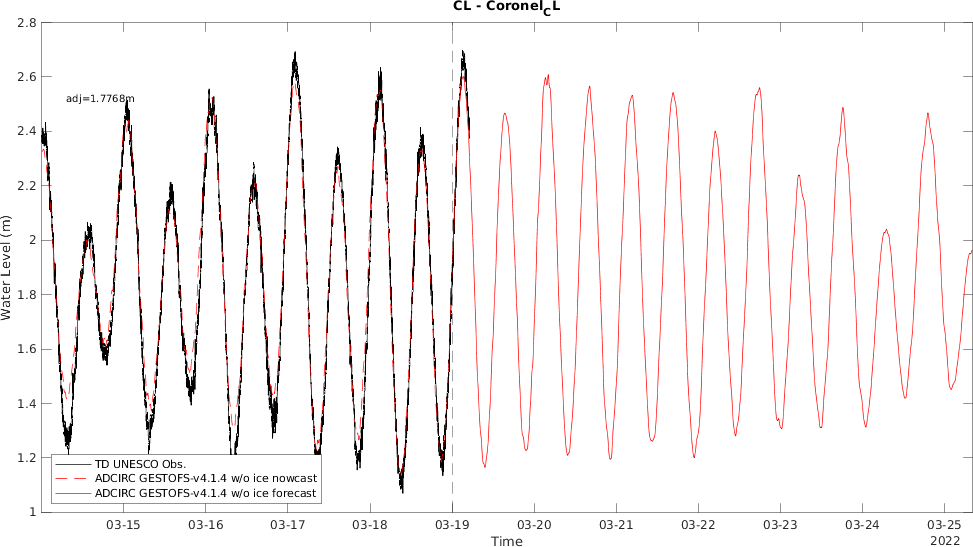 CL - Coronel_CL
2.8
2.6
2.4
2.2
2
1.8
1.6
1.4
1.2
1
Water Level (m)
adj=1.7768m
TD UNESCO Obs.
ADCIRC GESTOFS-v4.1.4 w/o ice nowcast
ADCIRC GESTOFS-v4.1.4 w/o ice forecast
03-15 03-16 03-17 03-18 03-19 03-20 03-21 03-22 03-23 03-24 03-25
Time 2022